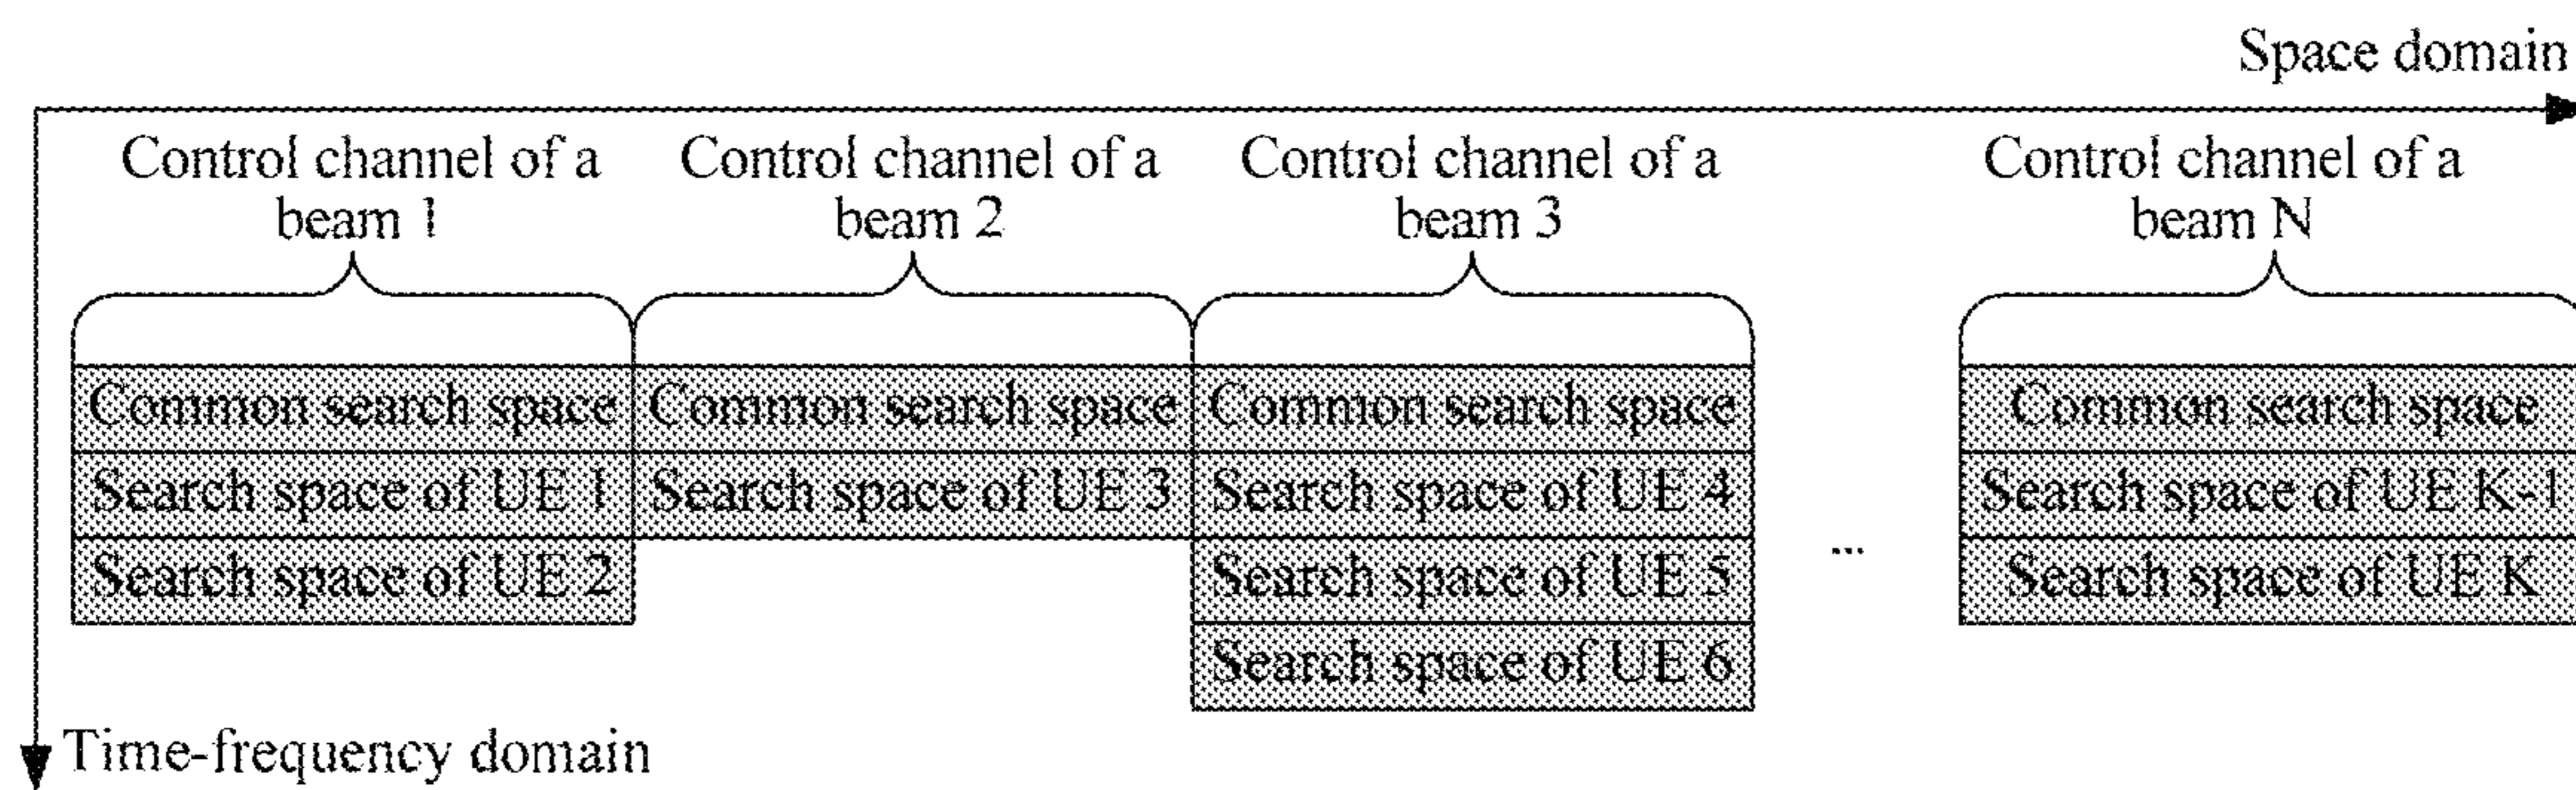 Space domain
Control channel of a
beam 1
Control channel of a
beam 2
Control channel of a
beam 3
Control channel of a
beam N
Common search space
Search space of UE 1
Search space of UE 2
Common search space
Search space of UE 3
Common search space
Search space of UE 4
Search space of UE 5
Search space of UE 6
...
Common search space
Search space of UE K-1
Search space of UE K
Time-frequency domain